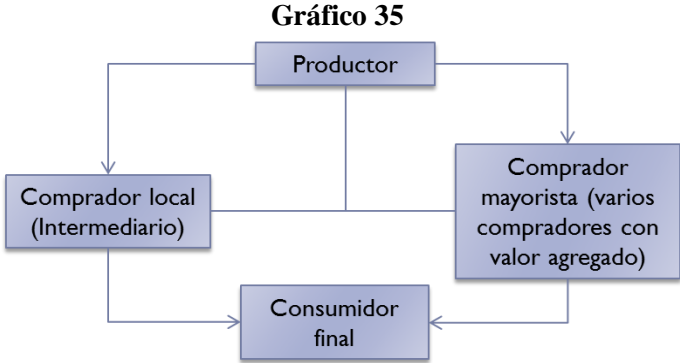 Gráfico 35
Productor
Comprador local
(Intermediario)
Comprador
mayorista (varios
compradores con
valor agregado)
Consumidor
final